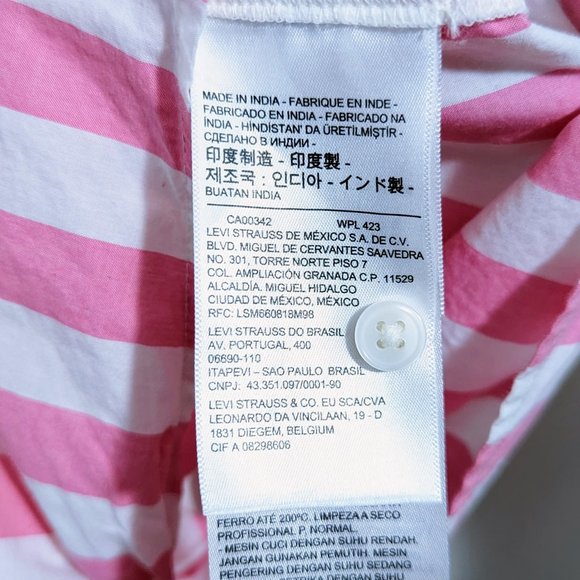 MADE IN INDIA - FABRIQUE EN INDE -
FABRICADO EN INDIA - FABRICADO NA
ÍNDIA - HİNDİSTAN' DA ÜRETİLMİŞTİR -
СДЕЛАНО В ИНДИИ -
印度制造 - 印度製 -
제조국 : 인디아 - インド製 -
BUATAN INDIA
CA00342 WPL 423
LEVI STRAUSS DE MÉXICO S.A. DE C.V.
BLVD. MIGUEL DE CERVANTES SAAVEDRA
NO. 301, TORRE NORTE PISO 7
COL. AMPLIACIÓN GRANADA C.P. 11529
ALCALDÍA. MIGUEL HIDALGO
CIUDAD DE MÉXICO, MÉXICO
RFC: LSM660818M98
LEVI STRAUSS DO BRASIL
AV. PORTUGAL, 400
06690-110
ITAPEVI – SAO PAULO BRASIL
CNPJ: 43.351.097/0001-90
LEVI STRAUSS & CO. EU SCA/CVA
LEONARDO DA VINCILAAN, 19 - D
1831 DIEGEM, BELGIUM
CIF A 08298606
FERRO ATÉ 200°C. LIMPEZA A SECO
PROFISSIONAL P, NORMAL.
- MESIN CUCI DENGAN SUHU RENDAH.
JANGAN GUNAKAN PEMUTIH. MESIN
PENGERING DENGAN SUHU SEDANG